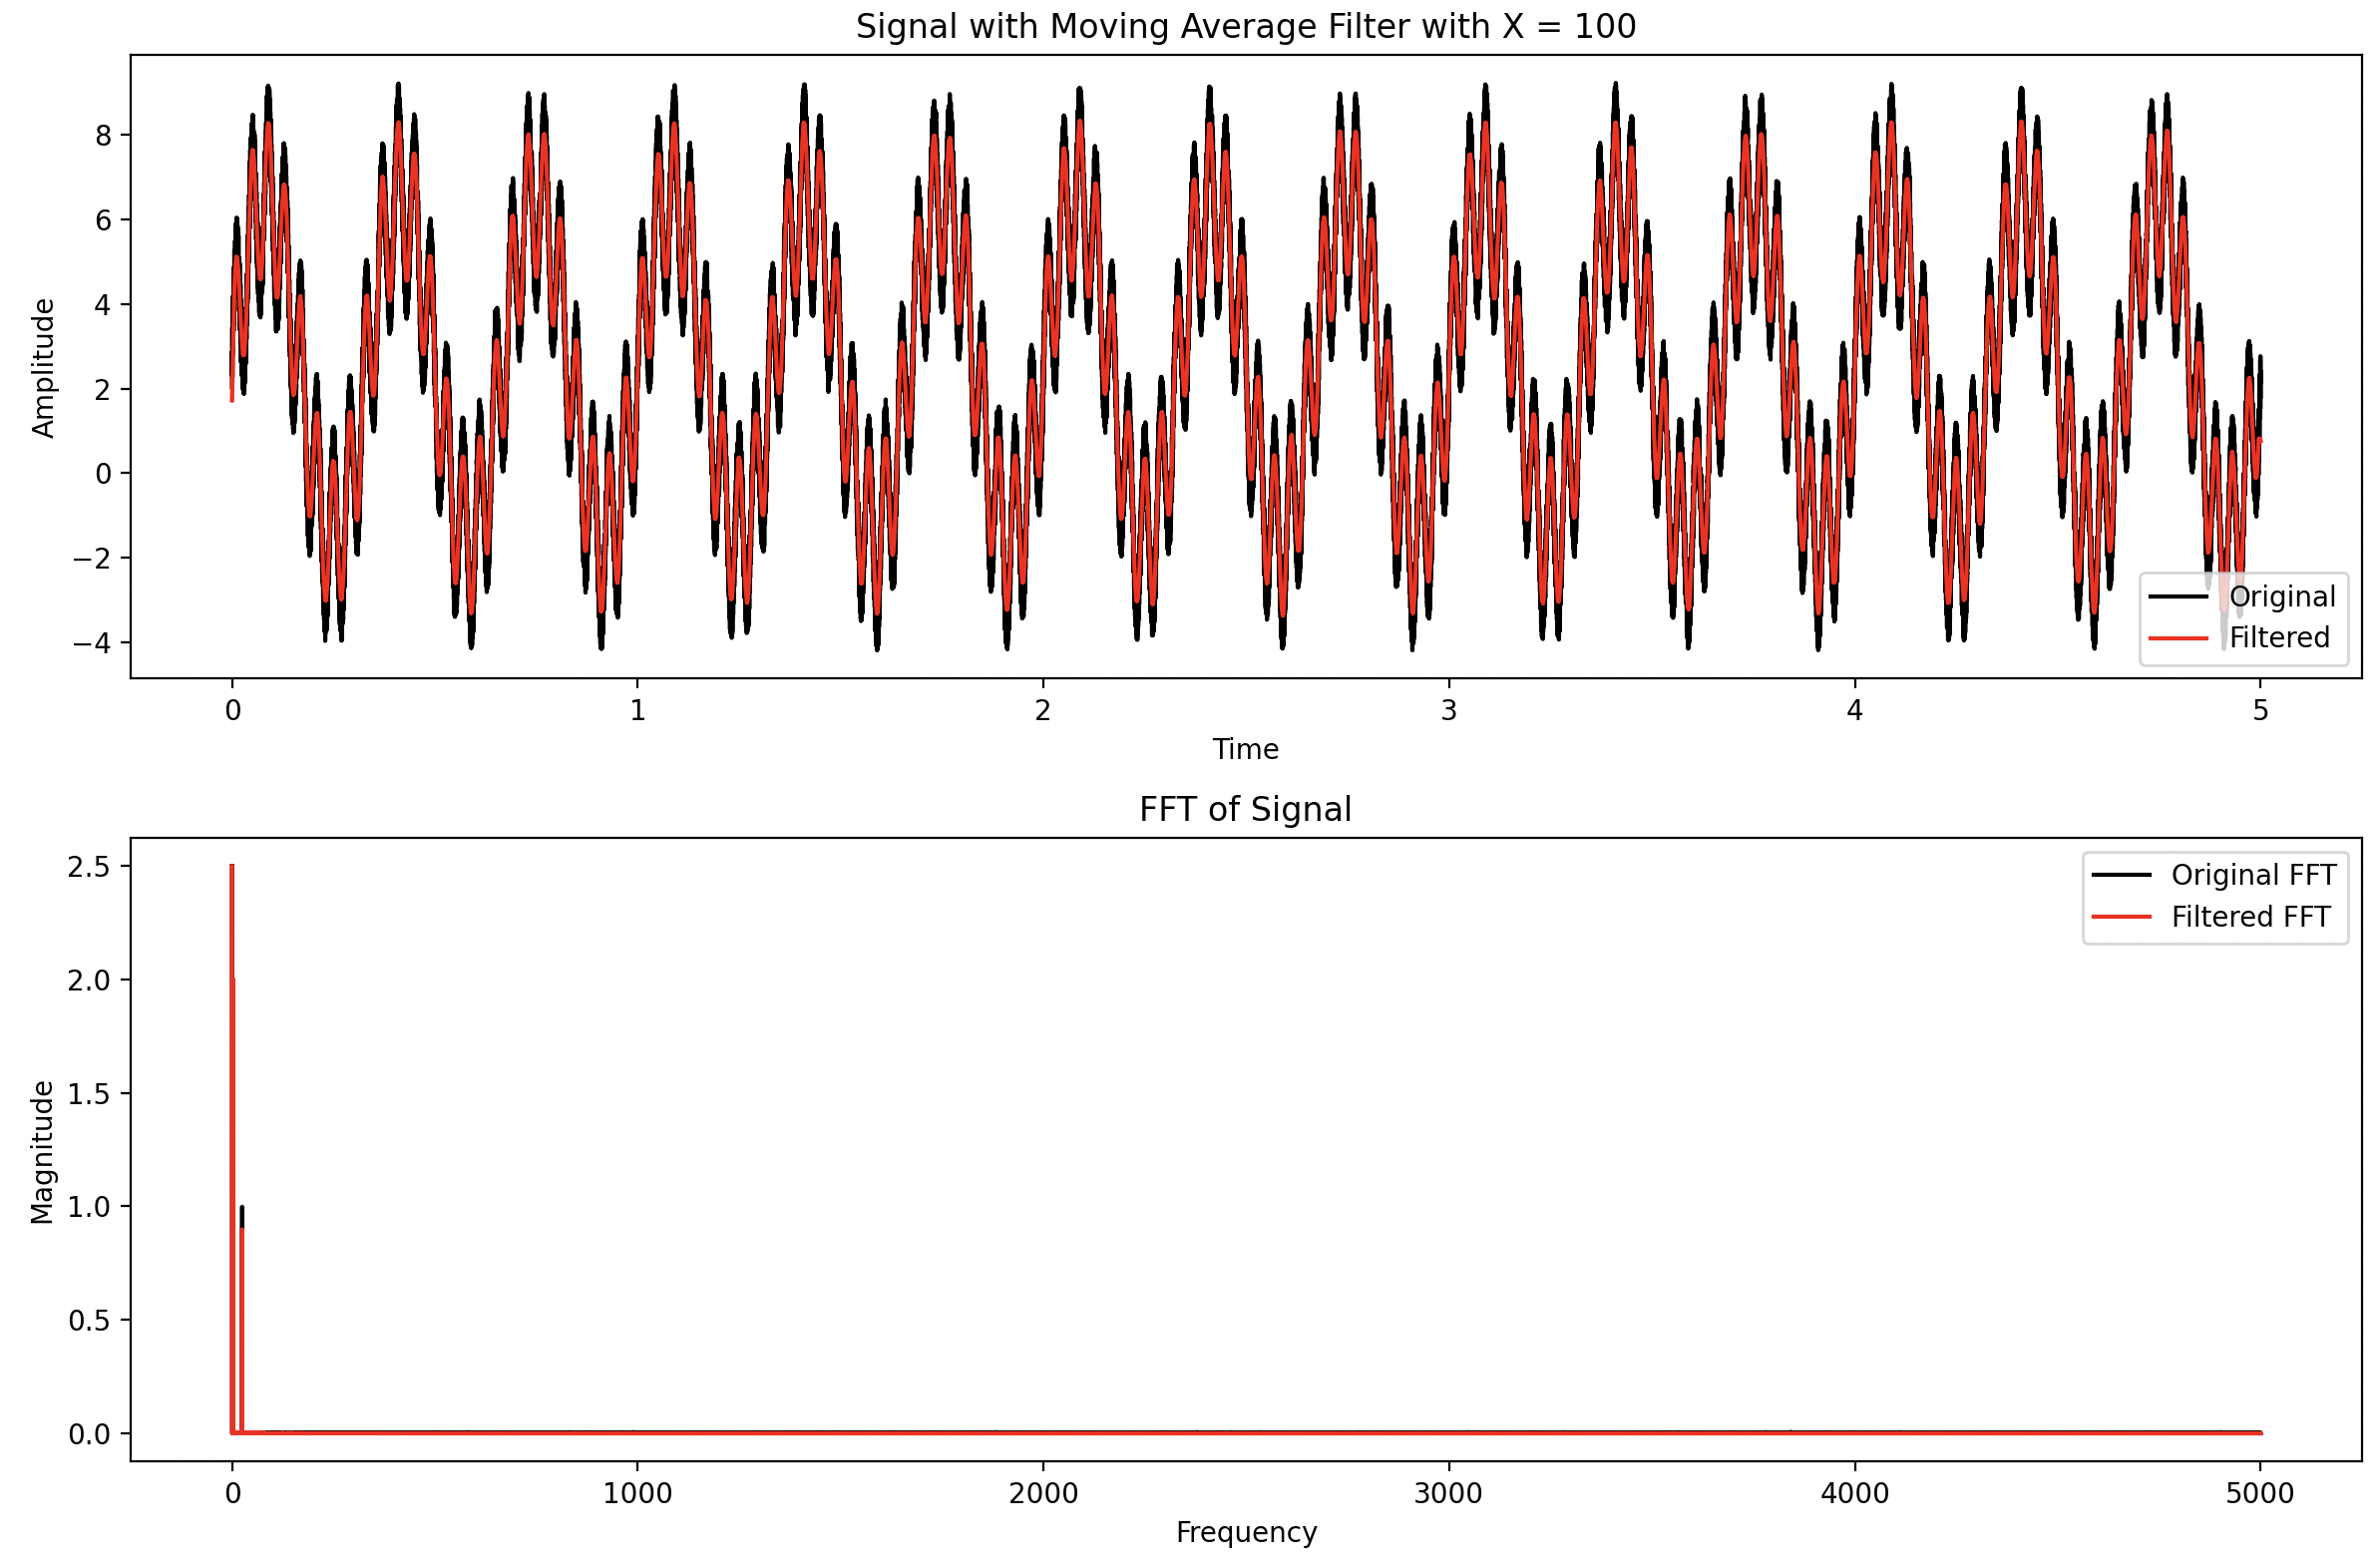 Signal with Moving Average Filter with X = 100
Amplitude
8
6
4
2
0
−2
−4
Original
Filtered
0 1 2 3 4 5
Time
FFT of Signal
Magnitude
2.5
2.0
1.5
1.0
0.5
0.0
Original FFT
Filtered FFT
0 1000 2000 3000 4000 5000
Frequency